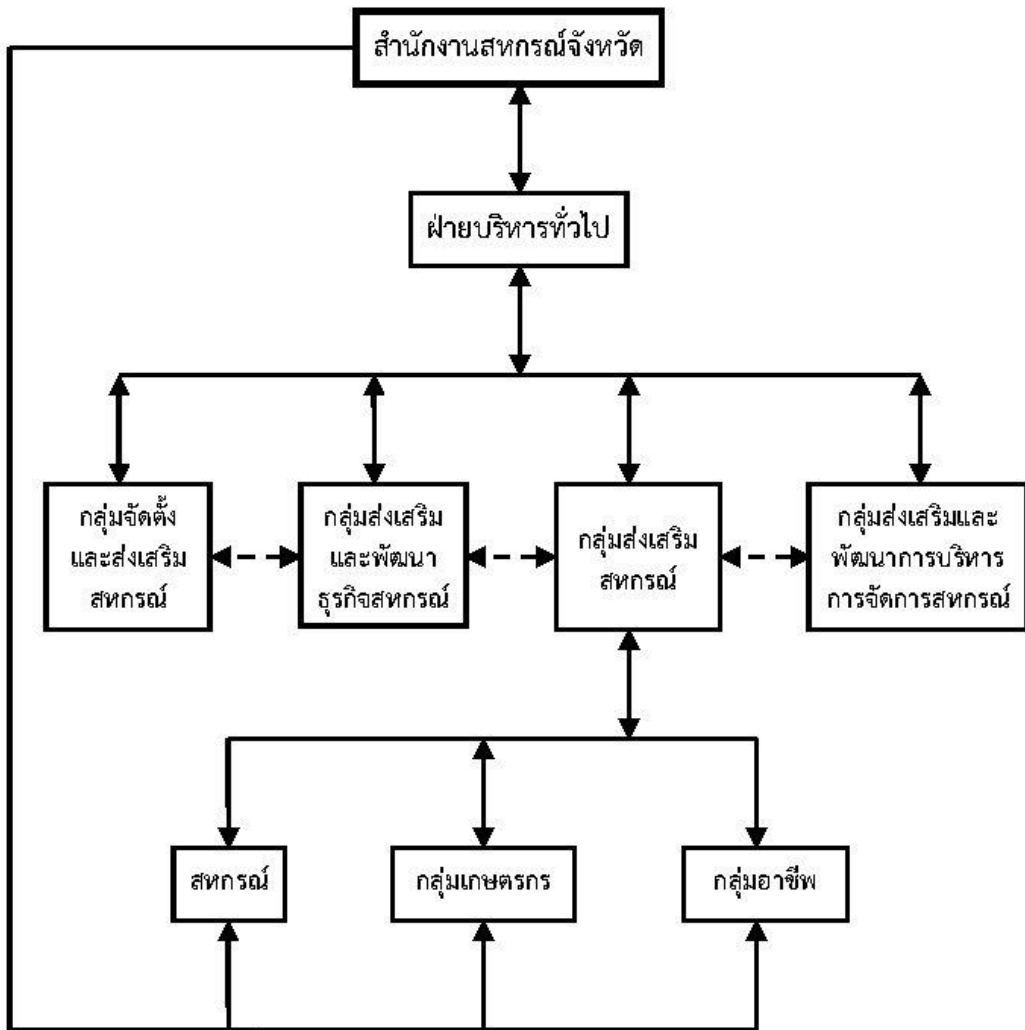 สำนักงานสหกรณ์จังหวัด
ฝ่ายบริหารทั่วไป
กลุ่มจัดตั้ง
และส่งเสริม
สหกรณ์
กลุ่มส่งเสริม
และพัฒนา
ธุรกิจสหกรณ์
กลุ่มส่งเสริม
สหกรณ์
กลุ่มส่งเสริมและ
พัฒนาการบริหาร
การจัดการสหกรณ์
สหกรณ์
กลุ่มเกษตรกร
กลุ่มอาชีพ